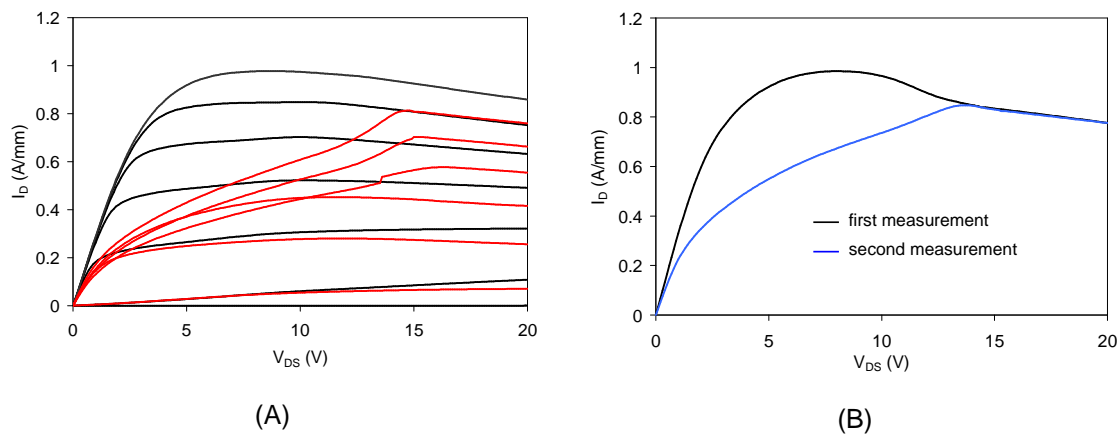 1.2
1
0.8
0.6
0.4
0.2
0
I_D (A/mm)
0 5 10 15 20
V_DS (V)
(A)
1.2
1
0.8
0.6
0.4
0.2
0
I_D (A/mm)
first measurement
second measurement
0 5 10 15 20
V_DS (V)
(B)